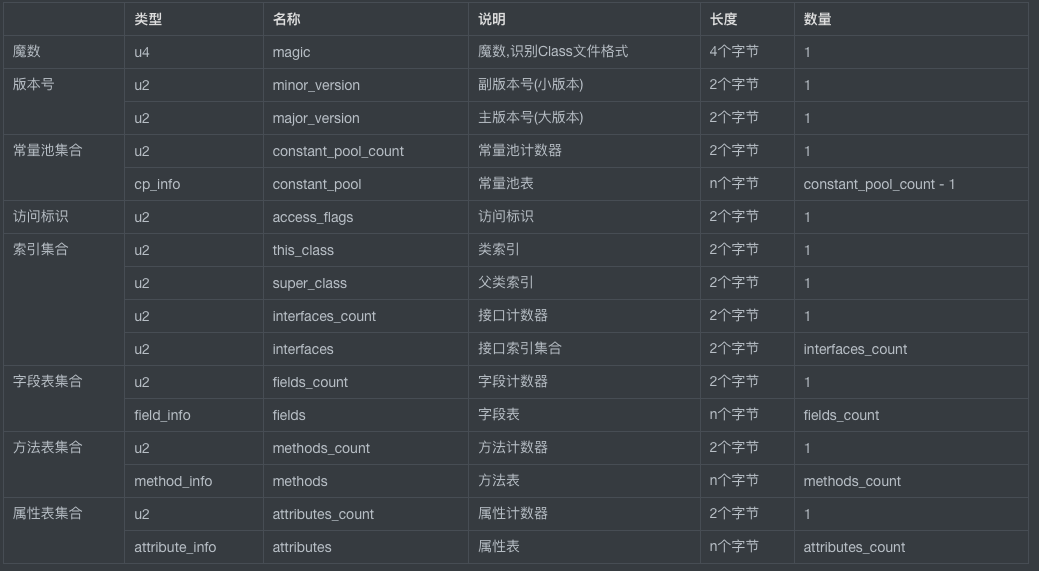 类型 名称 说明 长度 数量
魔数 u4 magic 魔数,识别Class文件格式 4个字节 1
版本号 u2 minor_version 副版本号(小版本) 2个字节 1
u2 major_version 主版本号(大版本) 2个字节 1
常量池集合 u2 constant_pool_count 常量池计数器 2个字节 1
cp_info constant_pool 常量池表 n个字节 constant_pool_count - 1
访问标识 u2 access_flags 访问标识 2个字节 1
索引集合 u2 this_class 类索引 2个字节 1
u2 super_class 父类索引 2个字节 1
u2 interfaces_count 接口计数器 2个字节 1
u2 interfaces 接口索引集合 2个字节 interfaces_count
字段表集合 u2 fields_count 字段计数器 2个字节 1
field_info fields 字段表 n个字节 fields_count
方法表集合 u2 methods_count 方法计数器 2个字节 1
method_info methods 方法表 n个字节 methods_count
属性表集合 u2 attributes_count 属性计数器 2个字节 1
attribute_info attributes 属性表 n个字节 attributes_count